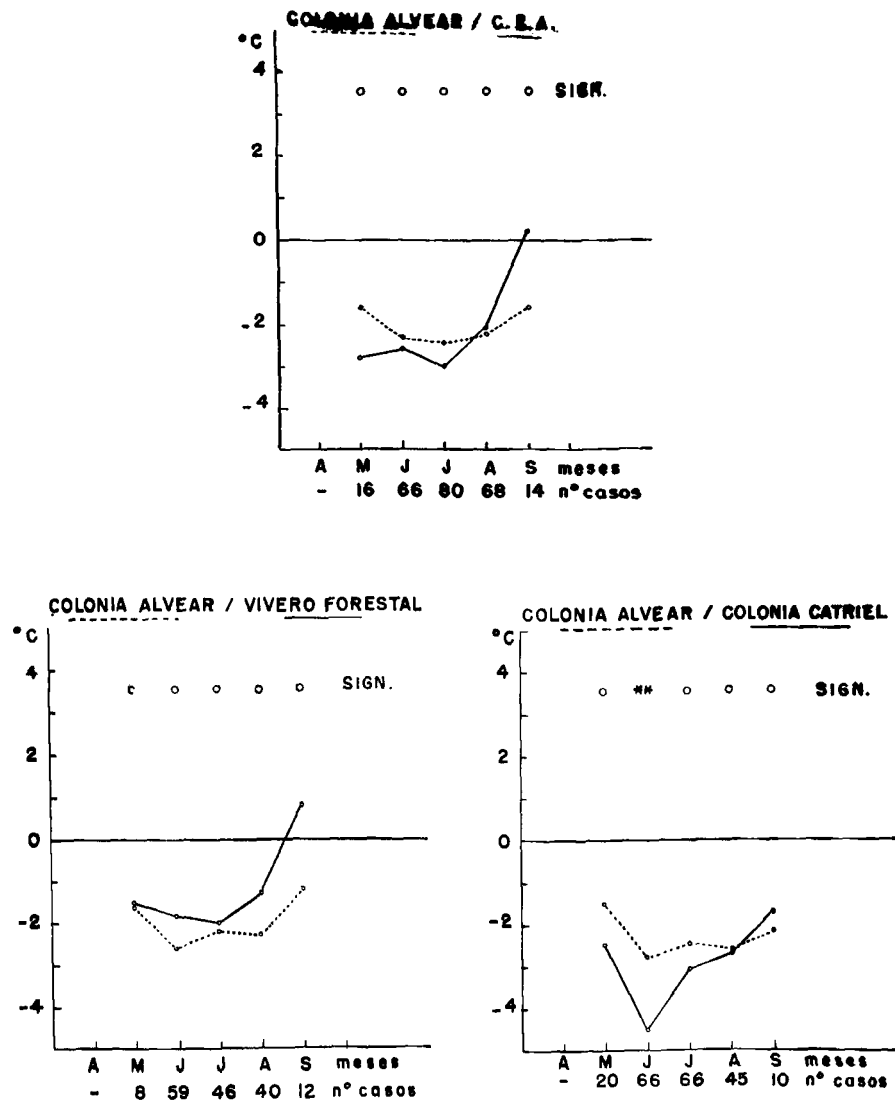 COLONIA ALVEAR / C.E.A.
°C
4
SIGN.
2
0
-2
-4
A M J J A S meses
- 16 66 80 68 14 n° casos
COLONIA ALVEAR / VIVERO FORESTAL
°C
4
SIGN.
2
0
-2
-4
A M J J A S meses
- 8 59 46 40 12 n° casos
COLONIA ALVEAR / COLONIA CATRIEL
°C
4
** SIGN.
2
0
-2
-4
A M J J A S meses
- 20 66 66 45 10 n° casos